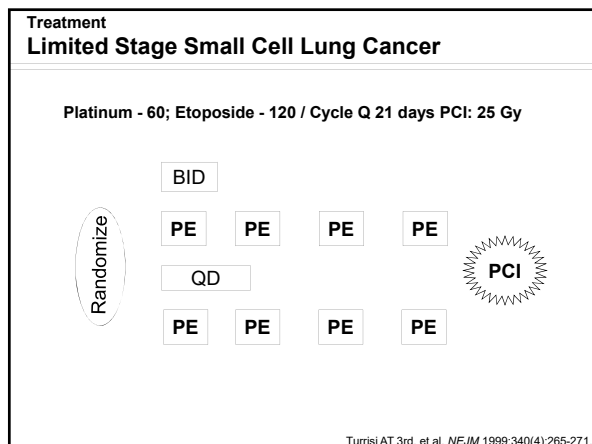 Treatment
Limited Stage Small Cell Lung Cancer
Platinum - 60; Etoposide - 120 / Cycle Q 21 days PCI: 25 Gy
Randomize
BID
PE PE PE PE
QD
PE PE PE PE
PCI
Turrisi AT 3rd, et al. NEJM 1999;340(4):265-271